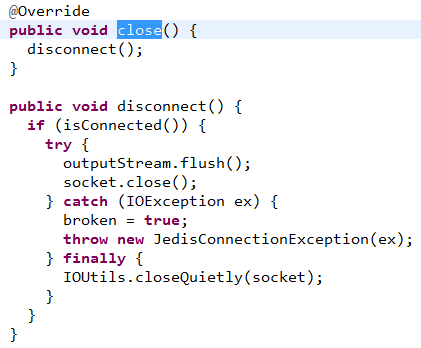 @Override
public void close() {
  disconnect();
}

public void disconnect() {
  if (isConnected()) {
    try {
      outputStream.flush();
      socket.close();
    } catch (IOException ex) {
      broken = true;
      throw new JedisConnectionException(ex);
    } finally {
      IOUtils.closeQuietly(socket);
    }
  }
}